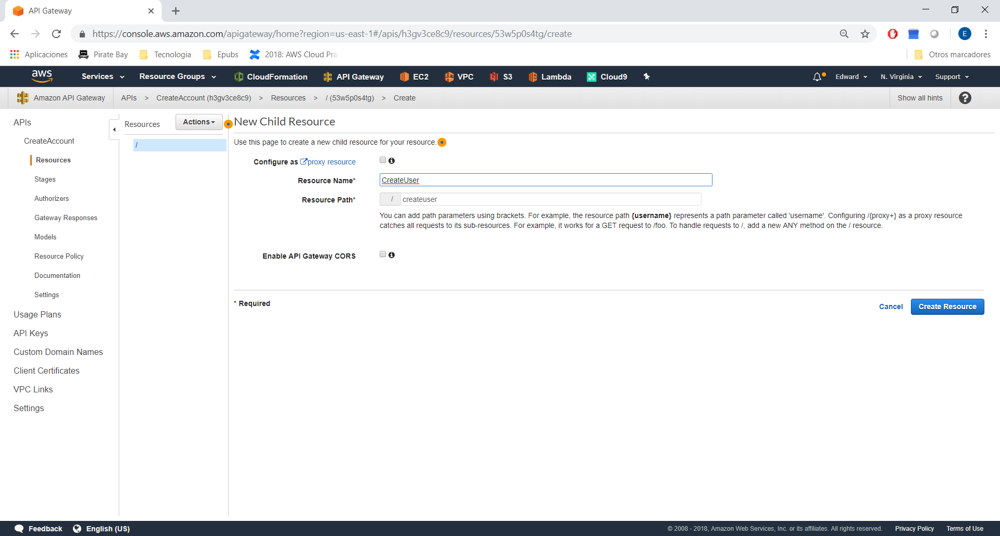 API Gateway
https://console.aws.amazon.com/apigateway/home?region=us-east-1#/apis/h3gv3ce8c9/resources/53w5p0s4tg/create
E
Aplicaciones Pirate Bay Tecnologia Epubs 2018: AWS Cloud Pra Otros marcadores
aws Services Resource Groups CloudFormation API Gateway EC2 VPC S3 Lambda Cloud9 Edward N. Virginia Support
Amazon API Gateway APIs > CreateAccount (h3gv3ce8c9) > Resources > / (53w5p0s4tg) > Create Show all hints ?
APIs
CreateAccount
Resources
Stages
Authorizers
Gateway Responses
Models
Resource Policy
Documentation
Settings
Usage Plans
API Keys
Custom Domain Names
Client Certificates
VPC Links
Settings
Resources Actions
/
New Child Resource
Use this page to create a new child resource for your resource.
Configure as proxy resource
Resource Name* CreateUser
Resource Path* / createuser
You can add path parameters using brackets. For example, the resource path {username} represents a path parameter called 'username'. Configuring /{proxy+} as a proxy resource
catches all requests to its sub-resources. For example, it works for a GET request to /foo. To handle requests to /, add a new ANY method on the / resource.
Enable API Gateway CORS
* Required
Cancel Create Resource
Feedback English (US) © 2008 - 2018, Amazon Web Services, Inc. or its affiliates. All rights reserved. Privacy Policy Terms of Use